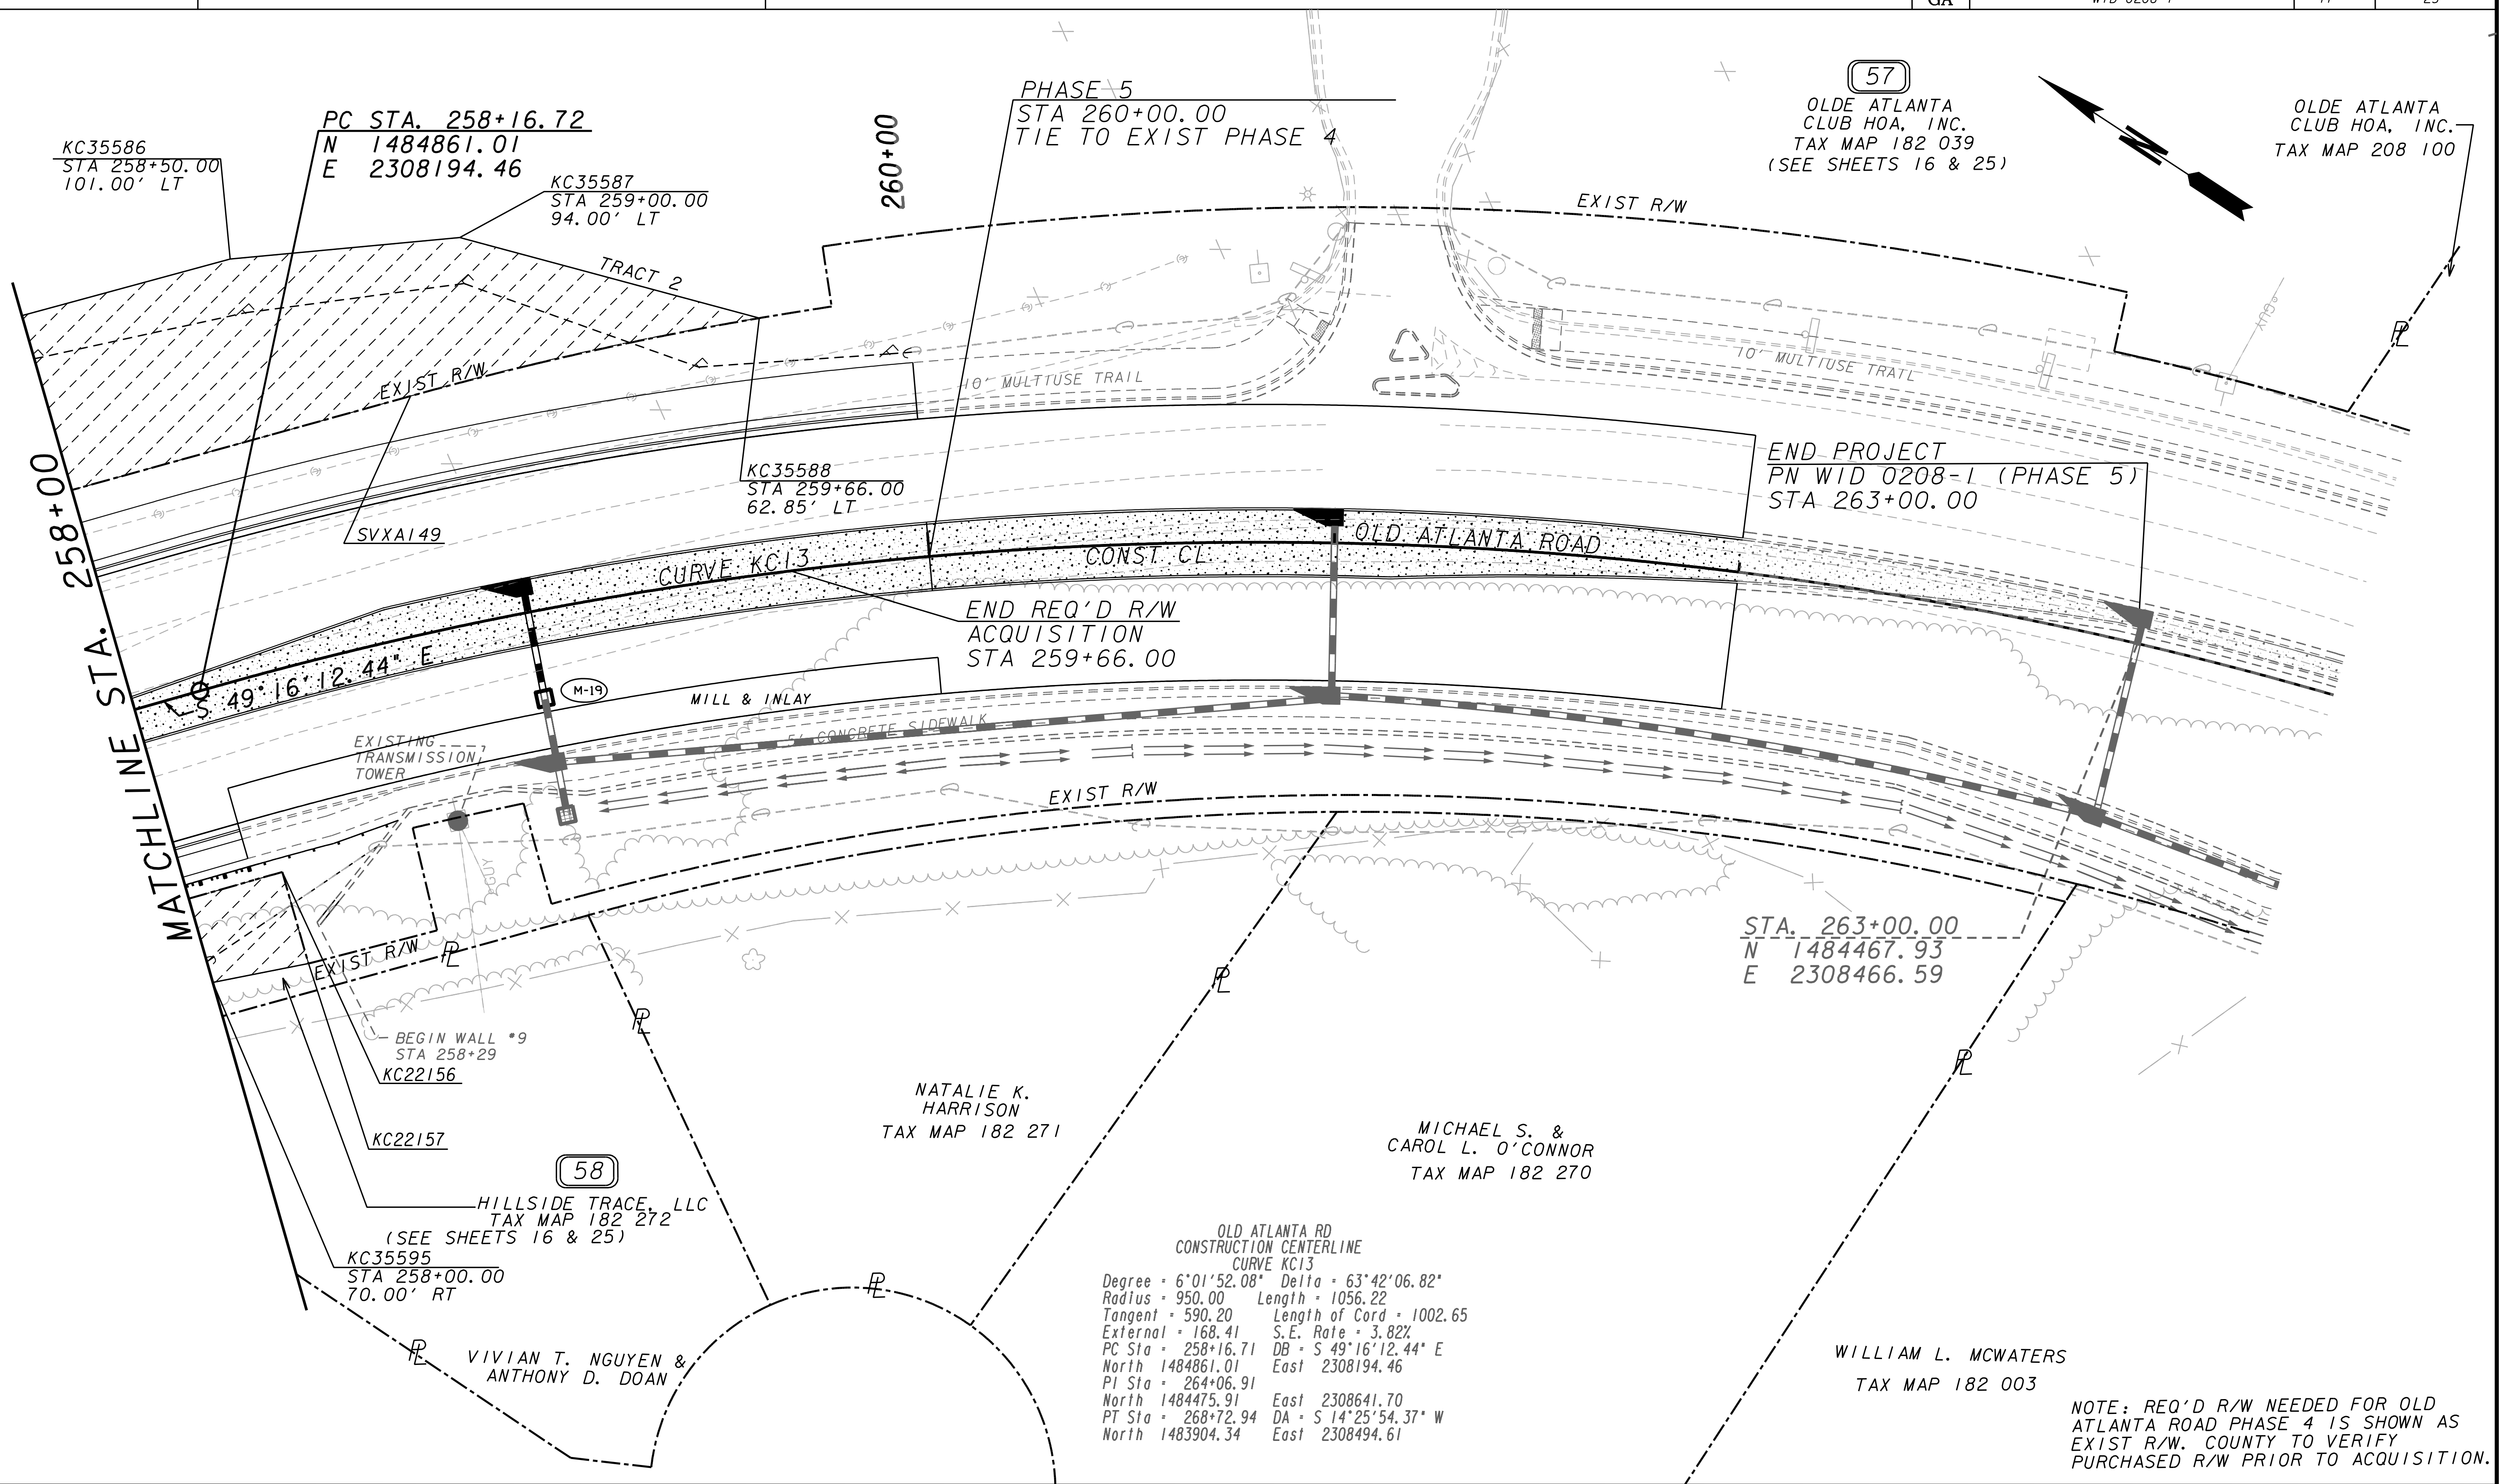 GA
KC35586
STA 258+50.00
101.00' LT
PC STA. 258+16.72
N 1484861.01
E 2308194.46
KC35587
STA 259+00.00
94.00' LT
260+00
PHASE 5
STA 260+00.00
TIE TO EXIST PHASE 4
57
OLDE ATLANTA
CLUB HOA, INC.
TAX MAP 182 039
(SEE SHEETS 16 & 25)
N
OLDE ATLANTA
CLUB HOA, INC.
TAX MAP 208 100
EXIST R/W
TRACT 2
EXIST R/W
10' MULTIUSE TRAIL
10' MULTIUSE TRAIL
GUY
PL
KC35588
STA 259+66.00
62.85' LT
SVXA149
END PROJECT
PN WID 0208-1 (PHASE 5)
STA 263+00.00
MATCHLINE STA. 258+00
CURVE KC13
CONST CL
OLD ATLANTA ROAD
S 49°16'12.44" E
END REQ'D R/W
ACQUISITION
STA 259+66.00
M-19
MILL & INLAY
5' CONCRETE SIDEWALK
EXISTING
TRANSMISSION
TOWER
GUY
EXIST R/W
EXIST R/W
PL
PL
PL
PL
STA. 263+00.00
N 1484467.93
E 2308466.59
BEGIN WALL #9
STA 258+29
KC22156
KC22157
58
HILLSIDE TRACE, LLC
TAX MAP 182 272
(SEE SHEETS 16 & 25)
KC35595
STA 258+00.00
70.00' RT
NATALIE K.
HARRISON
TAX MAP 182 271
MICHAEL S. &
CAROL L. O'CONNOR
TAX MAP 182 270
PL
PL
VIVIAN T. NGUYEN &
ANTHONY D. DOAN
OLD ATLANTA RD
CONSTRUCTION CENTERLINE
CURVE KC13
Degree = 6°01'52.08" Delta = 63°42'06.82"
Radius = 950.00 Length = 1056.22
Tangent = 590.20 Length of Cord = 1002.65
External = 168.41 S.E. Rate = 3.82%
PC Sta = 258+16.71 DB = S 49°16'12.44" E
North 1484861.01 East 2308194.46
PI Sta = 264+06.91
North 1484475.91 East 2308641.70
PT Sta = 268+72.94 DA = S 14°25'54.37" W
North 1483904.34 East 2308494.61
WILLIAM L. MCWATERS
TAX MAP 182 003
NOTE: REQ'D R/W NEEDED FOR OLD
ATLANTA ROAD PHASE 4 IS SHOWN AS
EXIST R/W. COUNTY TO VERIFY
PURCHASED R/W PRIOR TO ACQUISITION.